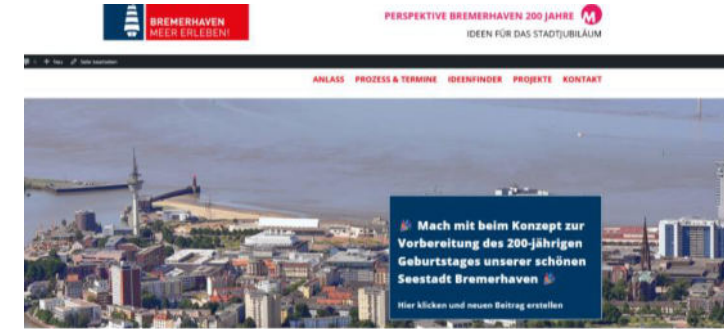 BREMERHAVEN
MEER ERLEBEN!
PERSPEKTIVE BREMERHAVEN 200 JAHRE M
IDEEN FÜR DAS STADTJUBILÄUM
Neu Seite bearbeiten
ANLASS PROZESS & TERMINE IDEENFINDER PROJEKTE KONTAKT
Mach mit beim Konzept zur
Vorbereitung des 200-jährigen
Geburtstages unserer schönen
Seestadt Bremerhaven
Hier klicken und neuen Beitrag erstellen